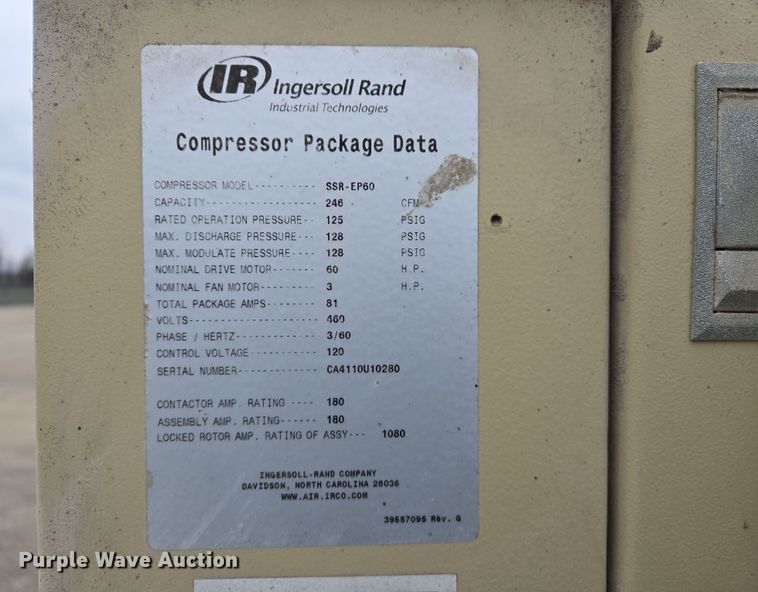 IR Ingersoll Rand
Industrial Technologies
Compressor Package Data
COMPRESSOR MODEL---------- SSR-EP60
CAPACITY------------------ 246 CFM
RATED OPERATION PRESSURE-- 125 PSIG
MAX. DISCHARGE PRESSURE--- 128 PSIG
MAX. MODULATE PRESSURE---- 128 PSIG
NOMINAL DRIVE MOTOR------- 60 H.P.
NOMINAL FAN MOTOR--------- 3 H.P.
TOTAL PACKAGE AMPS-------- 81
VOLTS--------------------- 460
PHASE / HERTZ------------- 3/60
CONTROL VOLTAGE----------- 120
SERIAL NUMBER------------- CA4110U10280
CONTACTOR AMP. RATING ---- 180
ASSEMBLY AMP. RATING------ 180
LOCKED ROTOR AMP. RATING OF ASSY--- 1080
INGERSOLL-RAND COMPANY
DAVIDSON, NORTH CAROLINA 28036
WWW.AIR.IRCO.COM
39557095 Rev. G
Purple Wave Auction